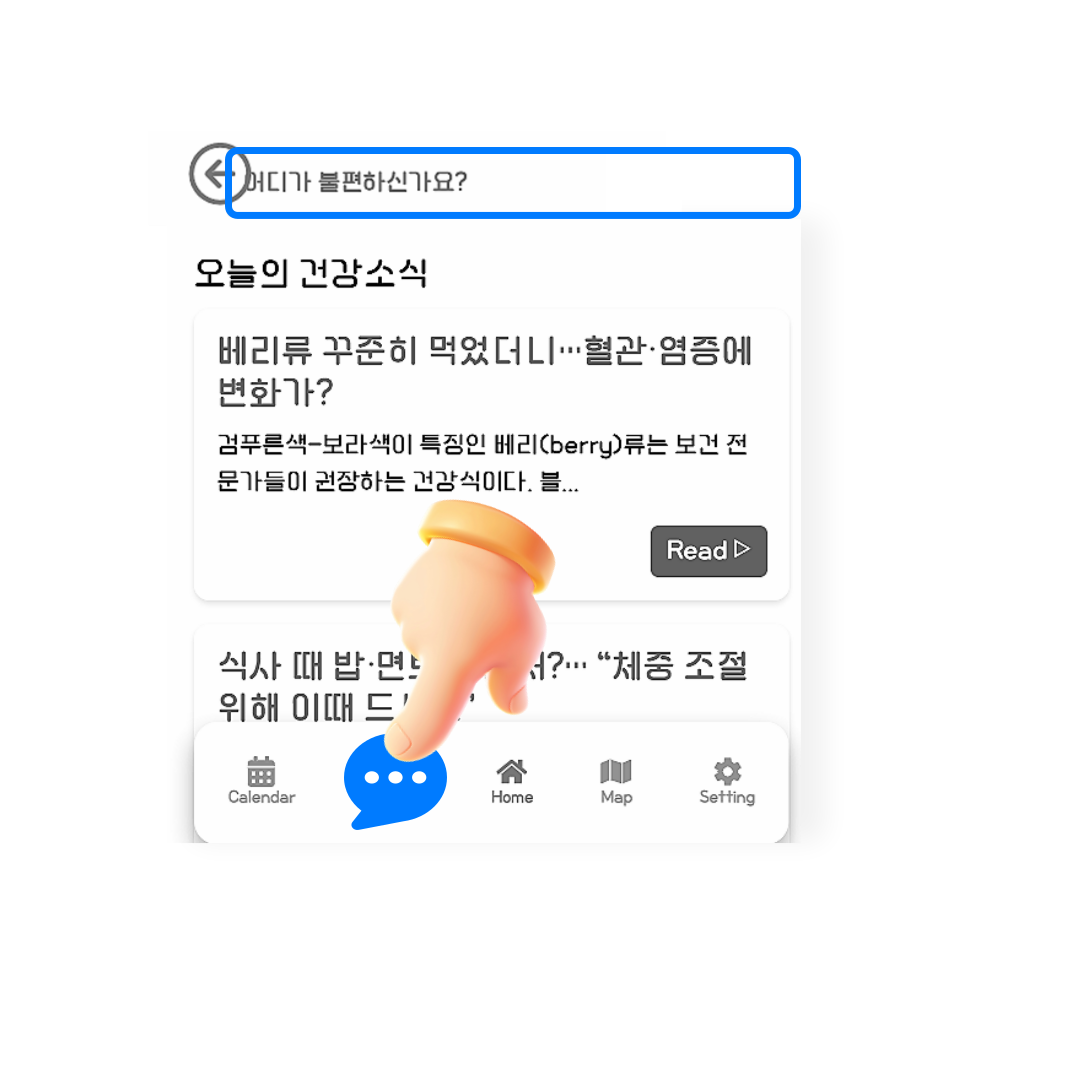 어디가 불편하신가요?
오늘의 건강소식
베리류 꾸준히 먹었더니…혈관·염증에
변화가?
검푸른색-보라색이 특징인 베리(berry)류는 보건 전
문가들이 권장하는 건강식이다. 블...
Read
식사 때 밥·면 “체중 조절
위해 이때
Calendar
Home
Map
Setting